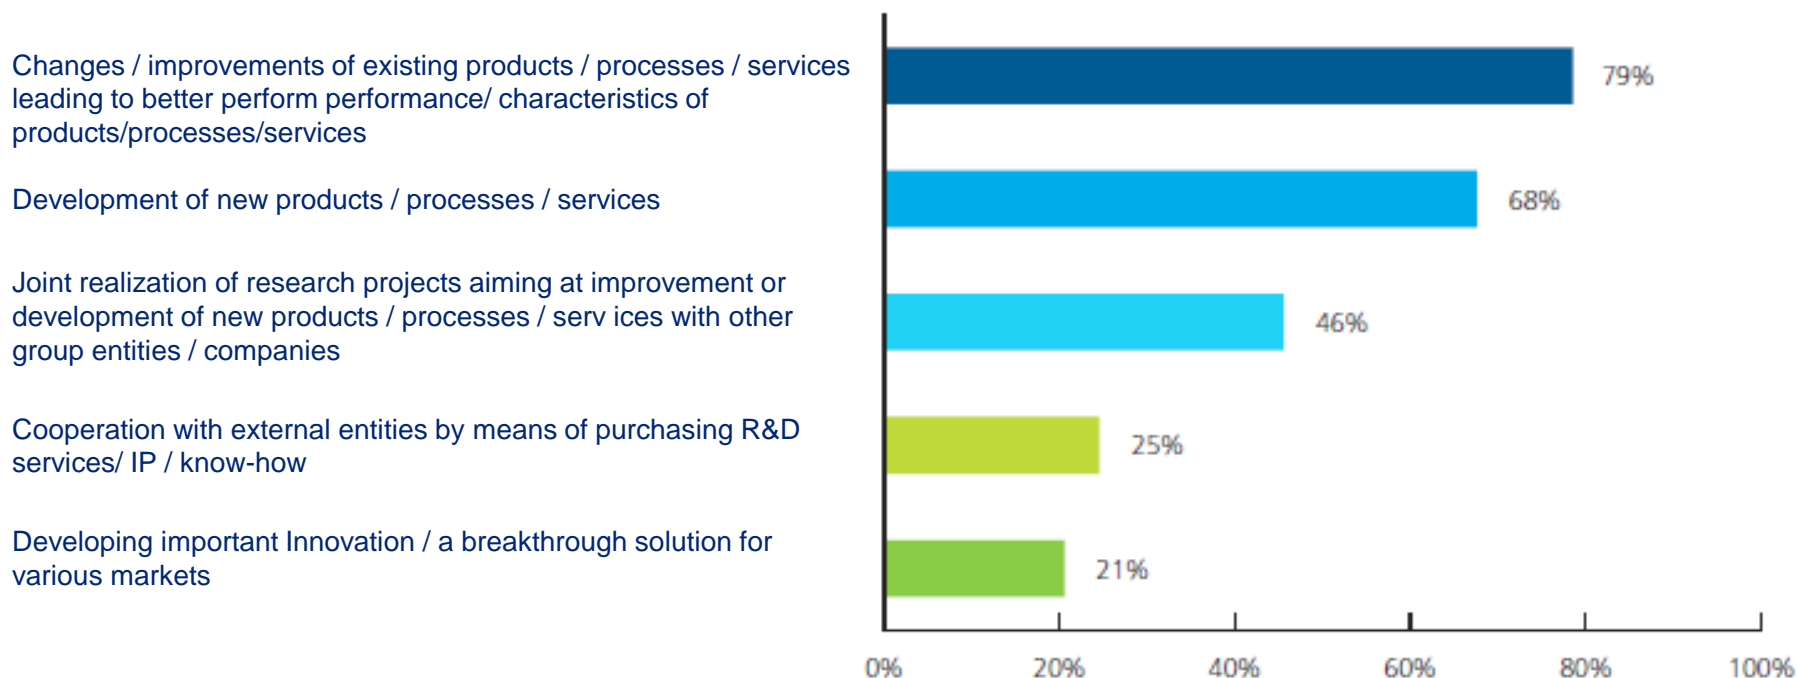 Changes / improvements of existing products / processes / services
leading to better perform performance/ characteristics of
products/processes/services
79%
Development of new products / processes / services
68%
Joint realization of research projects aiming at improvement or
development of new products / processes / serv ices with other
group entities / companies
46%
Cooperation with external entities by means of purchasing R&D
services/ IP / know-how
25%
Developing important Innovation / a breakthrough solution for
various markets
21%
0% 20% 40% 60% 80% 100%